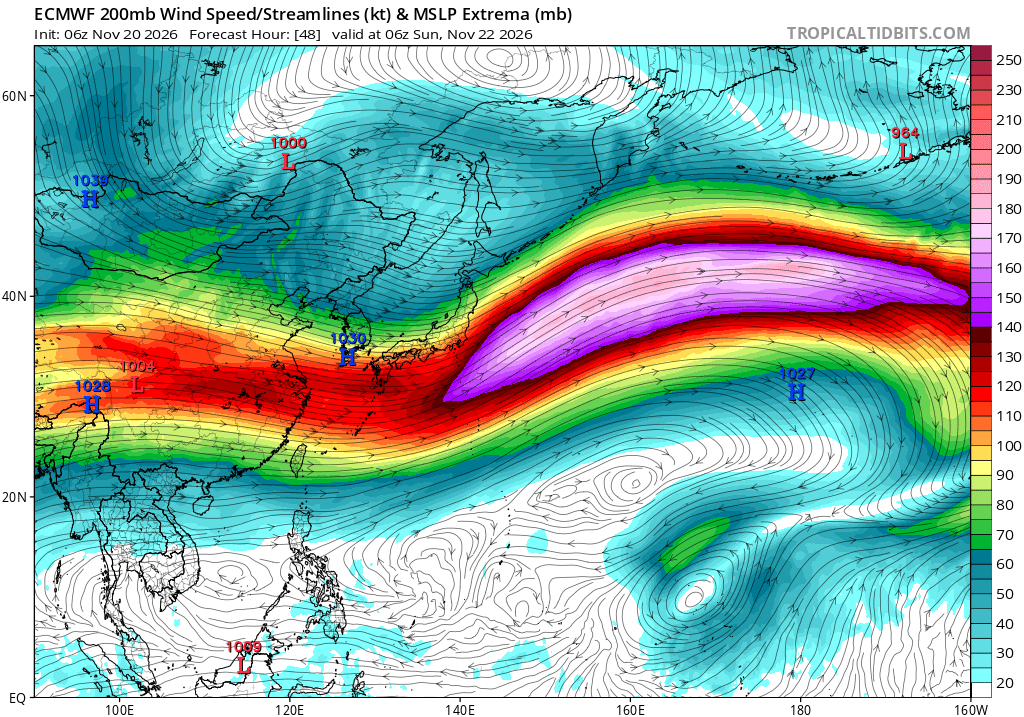 ECMWF 200mb Wind Speed/Streamlines (kt) & MSLP Extrema (mb)
Init: 06z Nov 20 2026 Forecast Hour: [48] valid at 06z Sun, Nov 22 2026
TROPICALTIDBITS.COM
60N
40N
20N
EQ
100E
120E
140E
160E
180
160W
1039
H
1000
L
964
L
1030
H
1004
L
1028
H
1027
H
1009
L
250
230
210
200
190
180
170
160
150
140
130
120
110
100
90
80
70
60
50
40
30
20